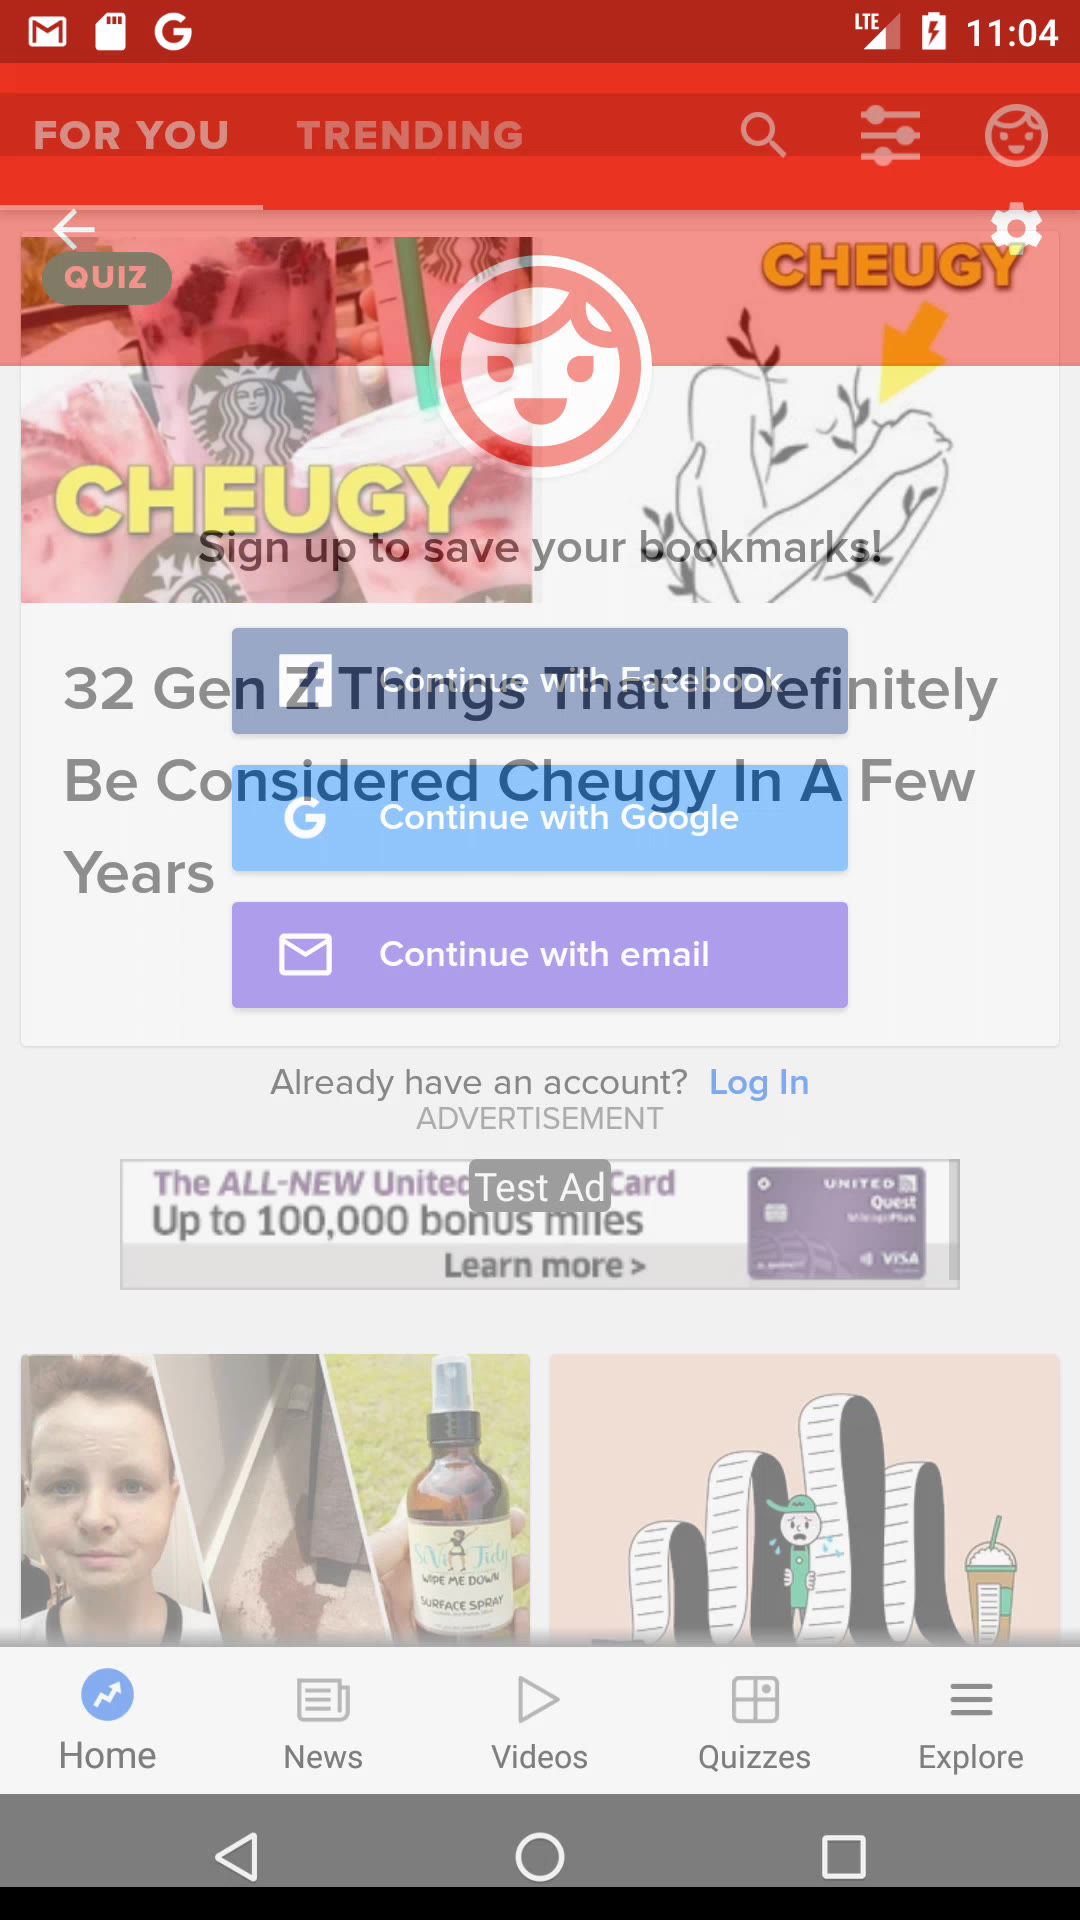 LTE 11:04
FOR YOU TRENDING
QUIZ
CHEUGY
CHEUGY
Sign up to save your bookmarks!
Continue with Facebook
32 Gen Z Things That'll Definitely
Be Considered Cheugy In A Few
Years
Continue with Google
Continue with email
Already have an account? Log In
ADVERTISEMENT
The ALL-NEW United Card
Test Ad
Up to 100,000 bonus miles
Learn more >
UNITED
Quest
VISA
Tidy
WIPE ME DOWN
SURFACE SPRAY
Home
News
Videos
Quizzes
Explore